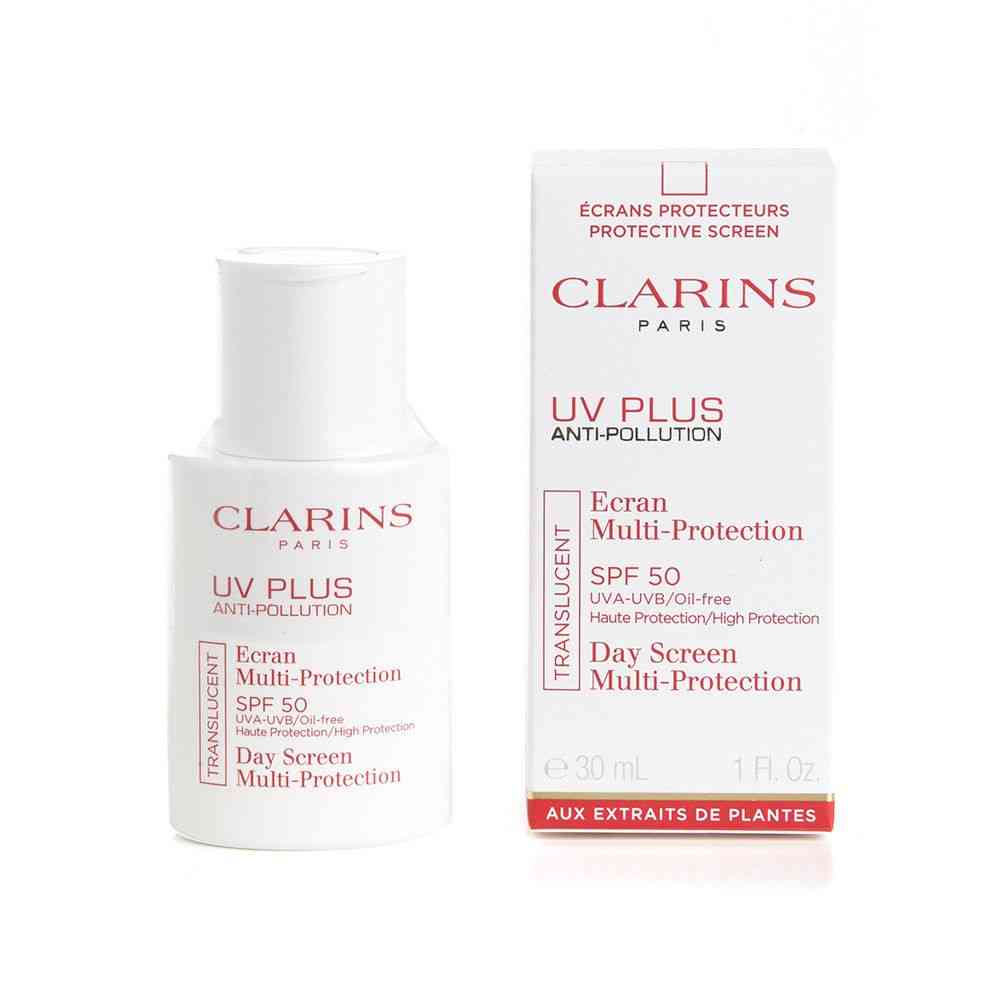 CLARINS
PARIS
UV PLUS
ANTI-POLLUTION
TRANSLUCENT
Ecran
Multi-Protection
SPF 50
UVA-UVB/Oil-free
Haute Protection/High Protection
Day Screen
Multi-Protection
ÉCRANS PROTECTEURS
PROTECTIVE SCREEN
CLARINS
PARIS
UV PLUS
ANTI-POLLUTION
TRANSLUCENT
Ecran
Multi-Protection
SPF 50
UVA-UVB/Oil-free
Haute Protection/High Protection
Day Screen
Multi-Protection
℮ 30 mL 1 Fl. Oz.
AUX EXTRAITS DE PLANTES